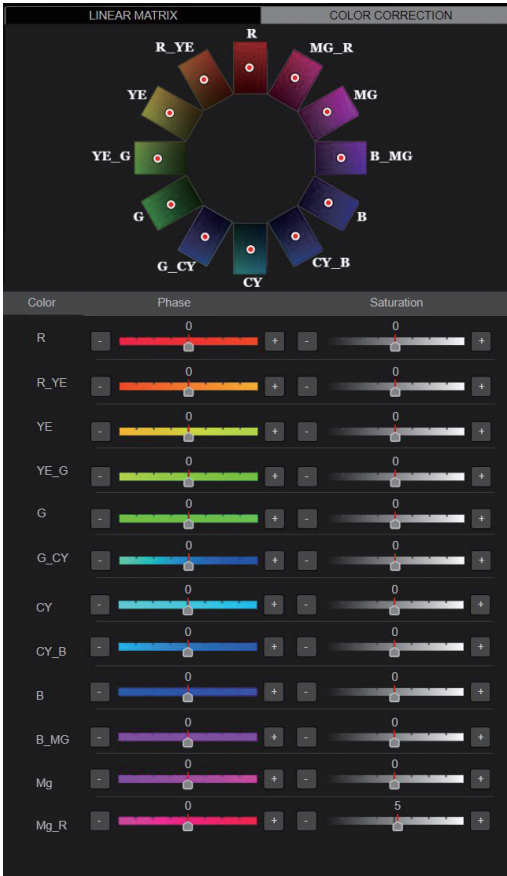 LINEAR MATRIX COLOR CORRECTION
R
R_YE MG_R
YE MG
YE_G B_MG
G B
G_CY CY_B
CY
Color Phase Saturation
0 0
R - + - +
0 0
R_YE - + - +
0 0
YE - + - +
0 0
YE_G - + - +
0 0
G - + - +
0 0
G_CY - + - +
0 0
CY - + - +
0 0
CY_B - + - +
0 0
B - + - +
0 0
B_MG - + - +
0 0
Mg - + - +
0 5
Mg_R - + - +